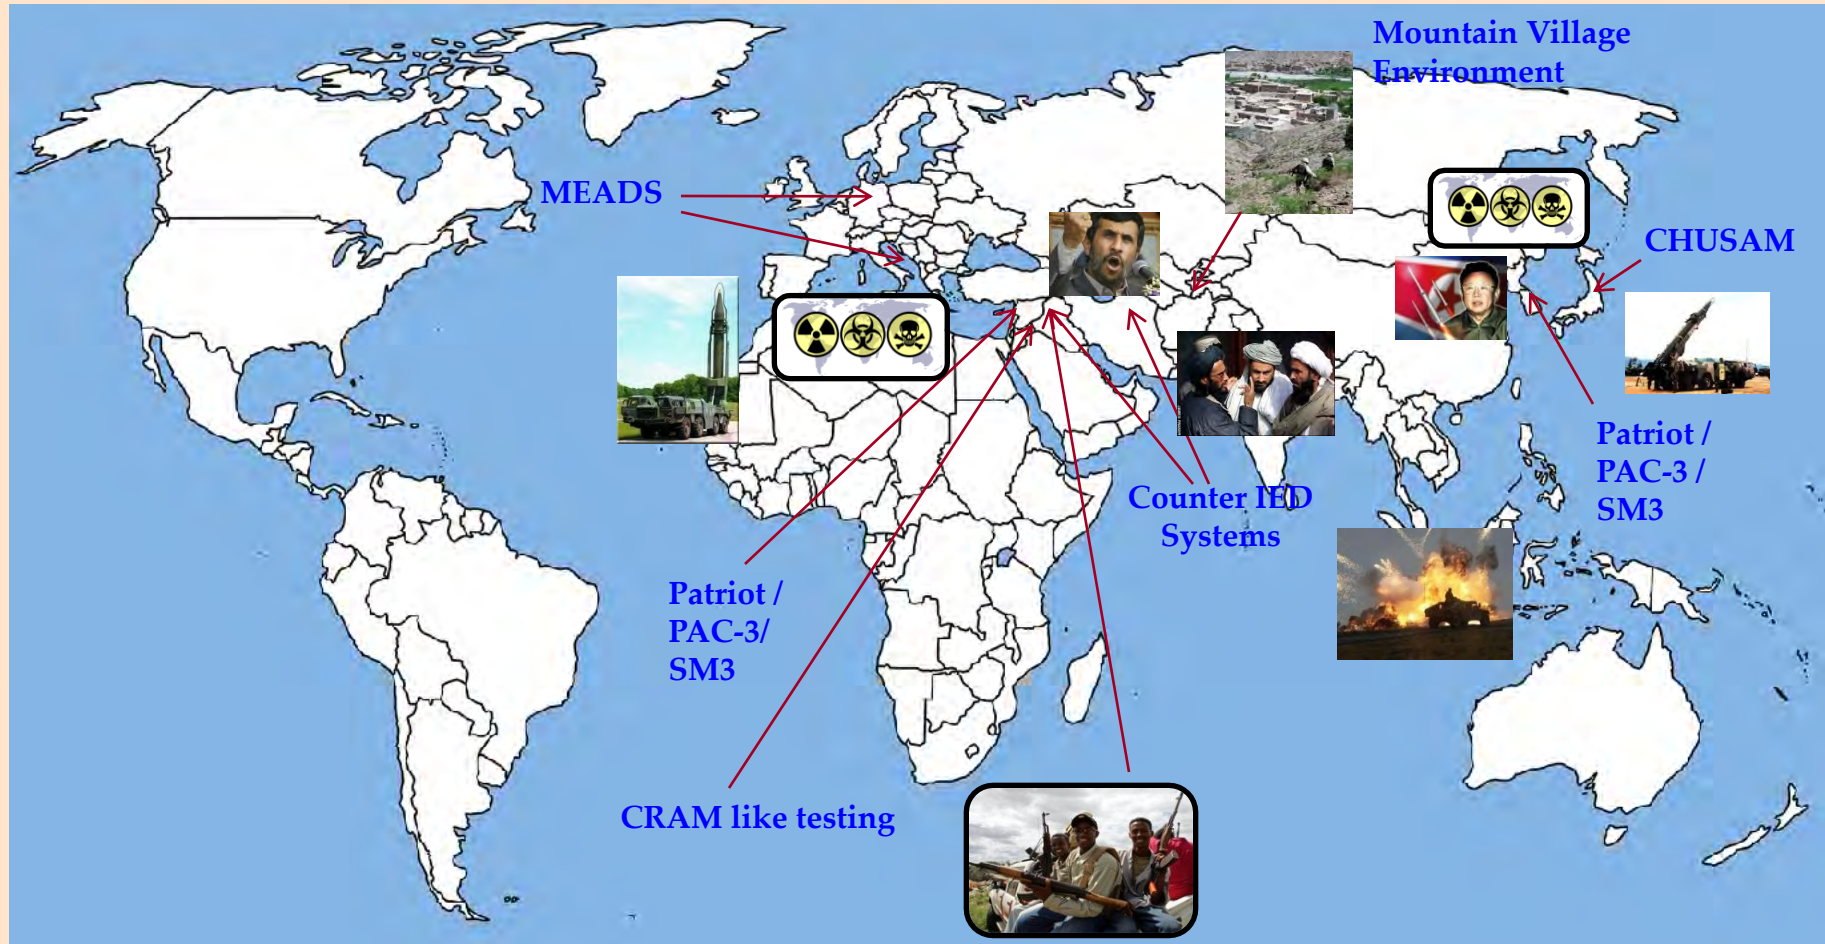 Mountain Village
Environment
MEADS
CHUSAM
Patriot /
PAC-3 /
SM3
Counter IED
Systems
Patriot /
PAC-3/
SM3
CRAM like testing